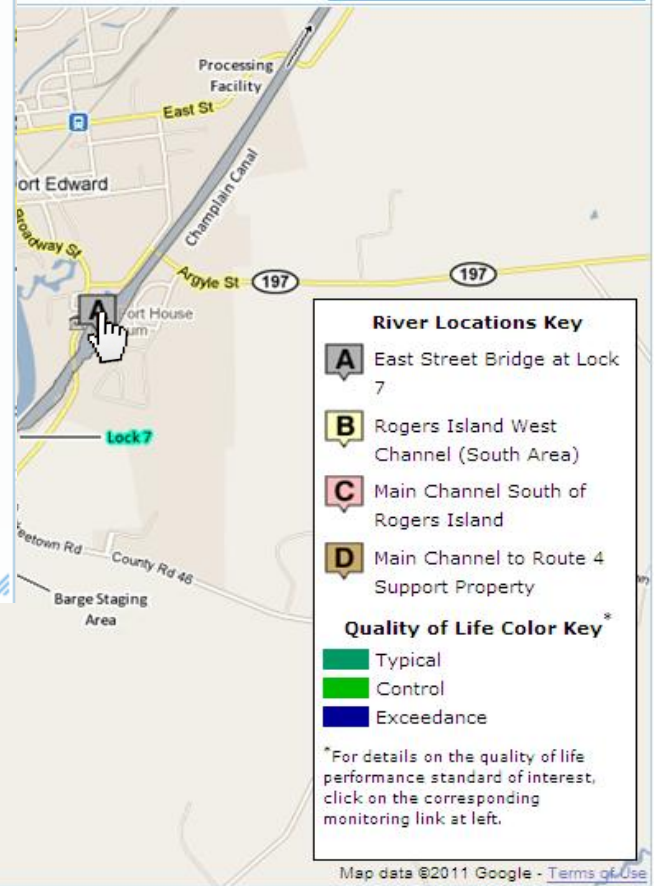 Processing
Facility
East St
Champlain Canal
ort Edward
Broadway St
Argyle St
197
197
A
ort House
um
Lock 7
eetown Rd
County Rd 46
Barge Staging
Area
River Locations Key
A East Street Bridge at Lock
7
B Rogers Island West
Channel (South Area)
C Main Channel South of
Rogers Island
D Main Channel to Route 4
Support Property
Quality of Life Color Key*
Typical
Control
Exceedance
*For details on the quality of life
performance standard of interest,
click on the corresponding
monitoring link at left.
Map data ©2011 Google - Terms of Use